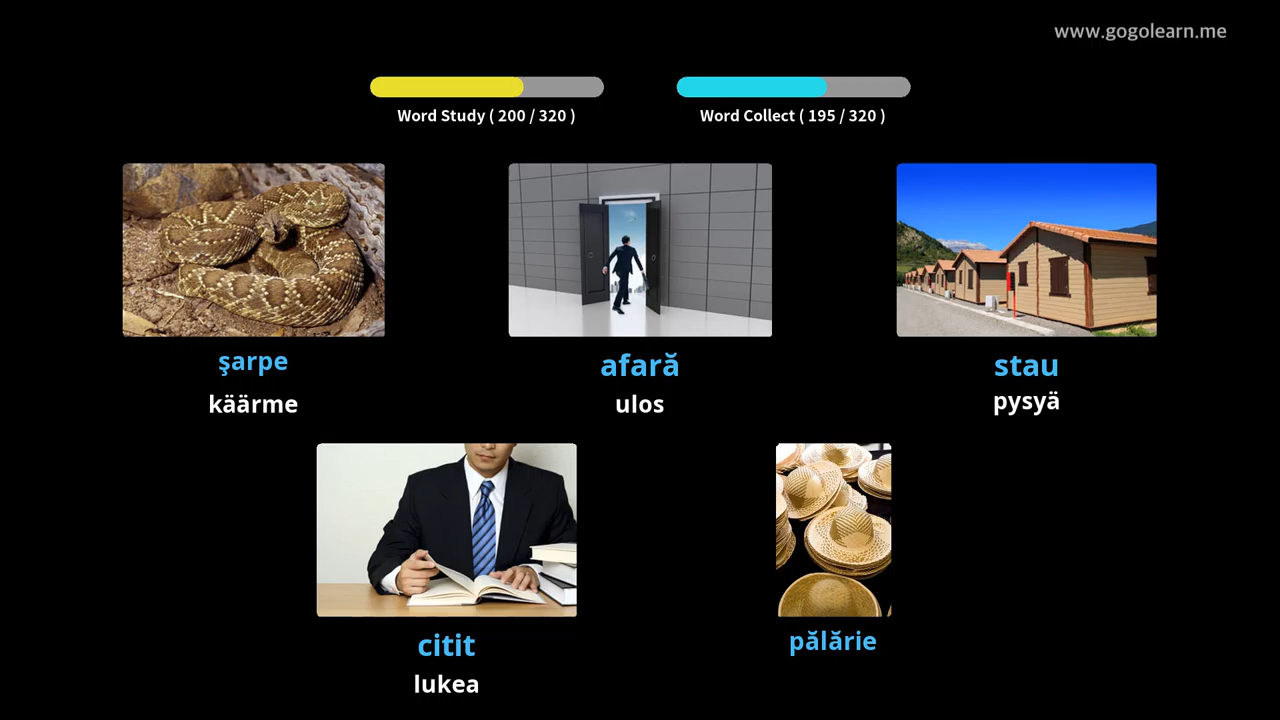 www.gogolearn.me
Word Study ( 200 / 320 )
Word Collect ( 195 / 320 )
şarpe
käärme
afară
ulos
stau
pysyä
citit
lukea
pălărie